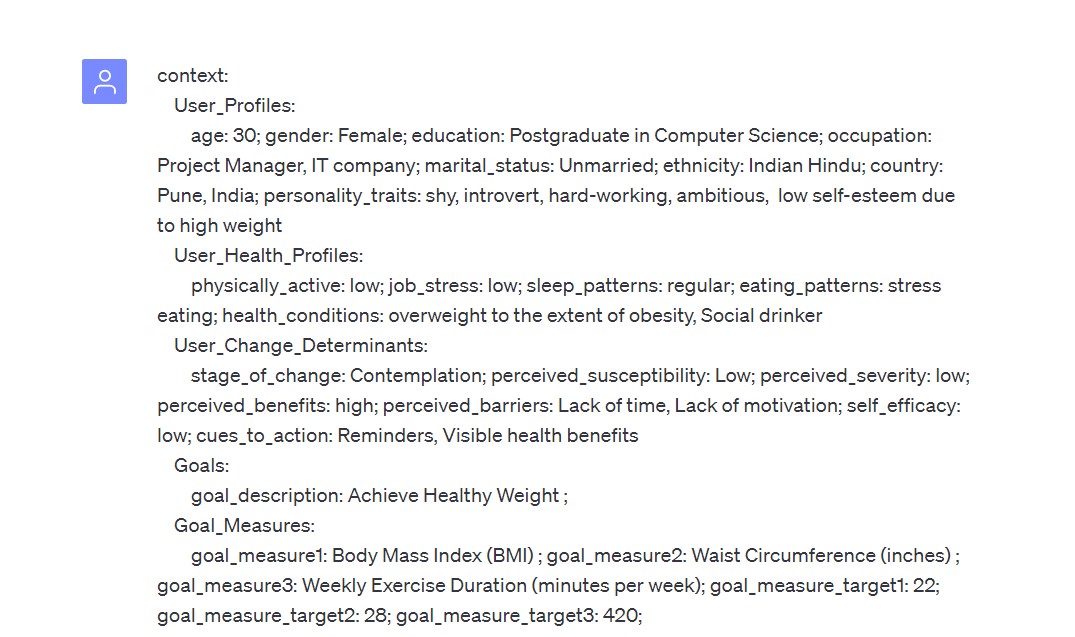 context:
User_Profiles:
age: 30; gender: Female; education: Postgraduate in Computer Science; occupation:
Project Manager, IT company; marital_status: Unmarried; ethnicity: Indian Hindu; country:
Pune, India; personality_traits: shy, introvert, hard-working, ambitious,  low self-esteem due
to high weight
User_Health_Profiles:
physically_active: low; job_stress: low; sleep_patterns: regular; eating_patterns: stress
eating; health_conditions: overweight to the extent of obesity, Social drinker
User_Change_Determinants:
stage_of_change: Contemplation; perceived_susceptibility: Low; perceived_severity: low;
perceived_benefits: high; perceived_barriers: Lack of time, Lack of motivation; self_efficacy:
low; cues_to_action: Reminders, Visible health benefits
Goals:
goal_description: Achieve Healthy Weight ;
Goal_Measures:
goal_measure1: Body Mass Index (BMI) ; goal_measure2: Waist Circumference (inches) ;
goal_measure3: Weekly Exercise Duration (minutes per week); goal_measure_target1: 22;
goal_measure_target2: 28; goal_measure_target3: 420;